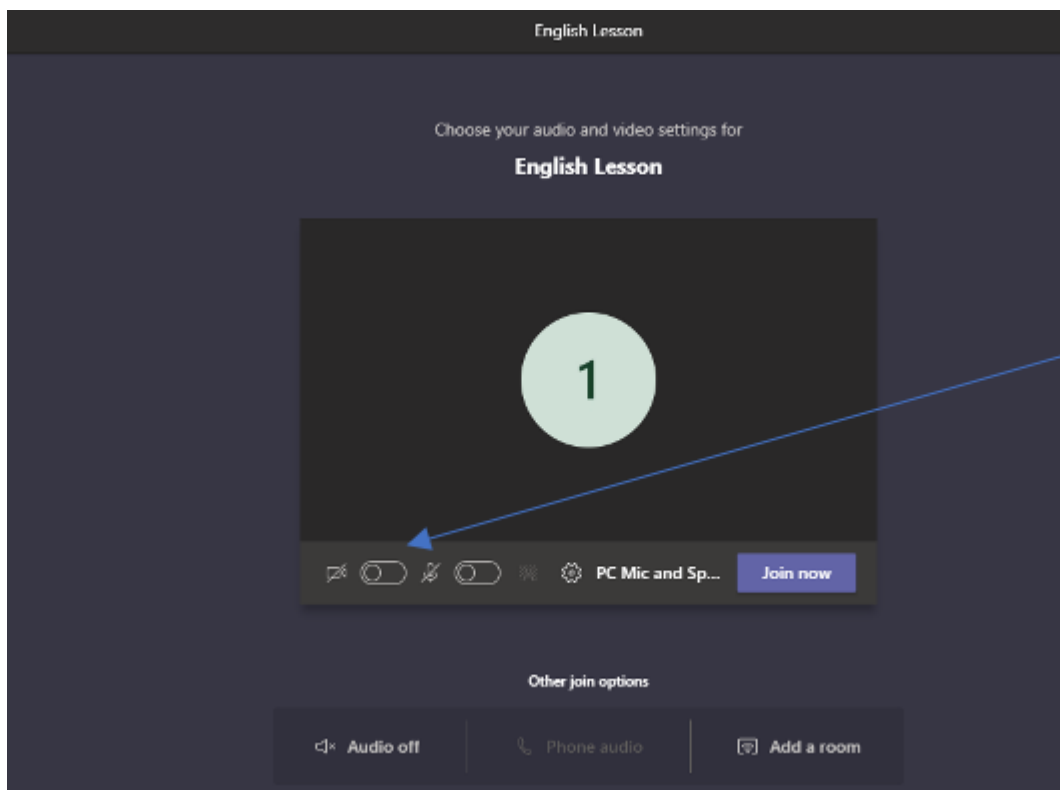 English Lesson
Choose your audio and video settings for
English Lesson
1
PC Mic and Sp... Join now
Other join options
Audio off Phone audio Add a room